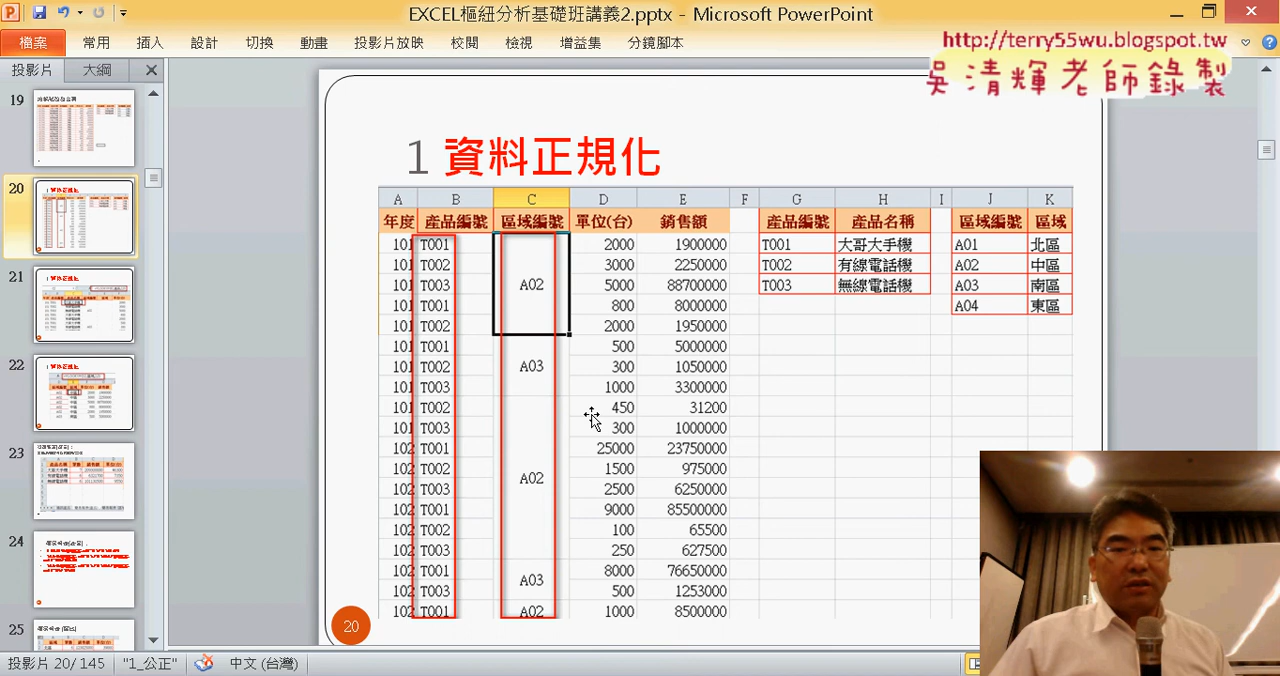 EXCEL樞紐分析基礎班講義2.pptx - Microsoft PowerPoint
檔案 常用 插入 設計 切換 動畫 投影片放映 校閱 檢視 增益集 分鏡腳本
http://terry55wu.blogspot.tw
吳清輝老師錄製
投影片 大綱
19
20
21
22
23
24
25
1 資料正規化
A B C D E F G H I J K
年度 產品編號 區域編號 單位(台) 銷售額 產品編號 產品名稱 區域編號 區域
101 T001 2000 1900000 T001 大哥大手機 A01 北區
101 T002 3000 2250000 T002 有線電話機 A02 中區
101 T003 A02 5000 88700000 T003 無線電話機 A03 南區
101 T001 800 8000000 A04 東區
101 T002 2000 1950000
101 T001 500 5000000
101 T002 A03 300 1050000
101 T003 1000 3300000
101 T002 450 31200
101 T003 300 1000000
102 T001 25000 23750000
102 T002 A02 1500 975000
102 T003 2500 6250000
102 T001 9000 85500000
102 T002 100 65500
102 T003 250 627500
102 T001 A03 8000 76650000
102 T003 500 1253000
102 T001 A02 1000 8500000
20
投影片 20/ 145 "1_公正" 中文 (台灣)